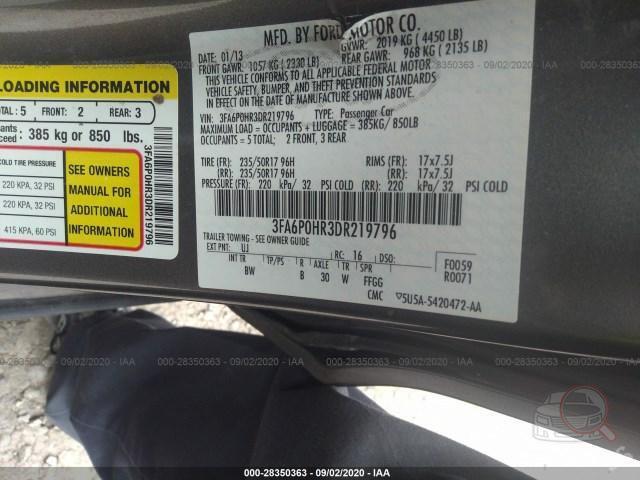 MFG. BY FORD MOTOR CO.
DATE: 01/13
GVWR: 2019 KG ( 4450 LB)
FRONT GAWR: 1057 KG ( 2330 LB)
REAR GAWR: 968 KG ( 2135 LB)
THIS VEHICLE CONFORMS TO ALL APPLICABLE FEDERAL MOTOR
VEHICLE SAFETY, BUMPER, AND THEFT PREVENTION STANDARDS
IN EFFECT ON THE DATE OF MANUFACTURE SHOWN ABOVE.
VIN: 3FA6P0HR3DR219796 TYPE: Passenger Car
MAXIMUM LOAD = OCCUPANTS + LUGGAGE = 385KG/ 850LB
OCCUPANTS = 5 TOTAL; 2 FRONT, 3 REAR
TIRE (FR): 235/50R17 96H RIMS (FR): 17x7.5J
(RR): 235/50R17 96H (RR): 17x7.5J
PRESSURE (FR): 220 kPa/ 32 PSI COLD (RR): 220 kPa/ 32 PSI COLD
3FA6P0HR3DR219796
TRAILER TOWING - SEE OWNER GUIDE
EXT PNT: UJ RC: 16 DSO: F0059
INT TR TP/PS R AXLE TR SPR R0071
BW B 30 W FFGG
CMC 5U5A-5420472-AA
LOADING INFORMATION
TOTAL : 5 FRONT: 2 REAR: 3
exceed 385 kg or 850 lbs.
COLD TIRE PRESSURE
220 KPA, 32 PSI
220 KPA, 32 PSI
415 KPA, 60 PSI
SEE OWNERS
MANUAL FOR
ADDITIONAL
INFORMATION
3FA6P0HR3DR219796
000-28350363 - 09/02/2020 - IAA